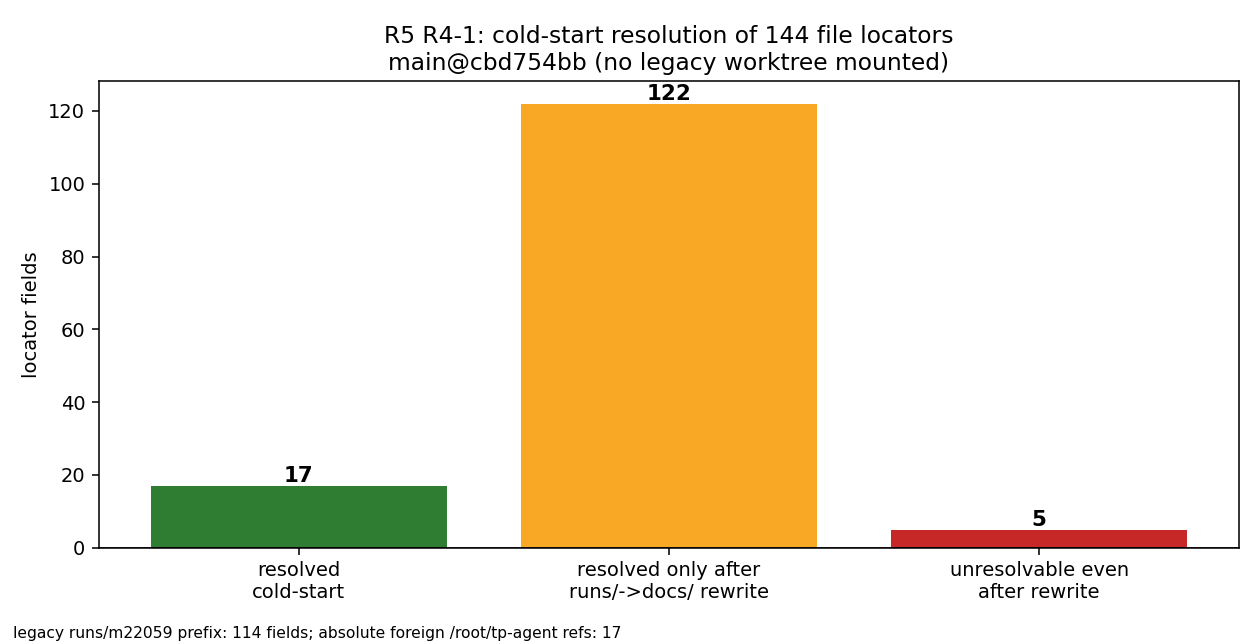 R5 R4-1: cold-start resolution of 144 file locators
main@cbd754bb (no legacy worktree mounted)
locator fields
120
100
80
60
40
20
0
17
122
5
resolved
cold-start
resolved only after
runs/->docs/ rewrite
unresolvable even
after rewrite
legacy runs/m22059 prefix: 114 fields; absolute foreign /root/tp-agent refs: 17